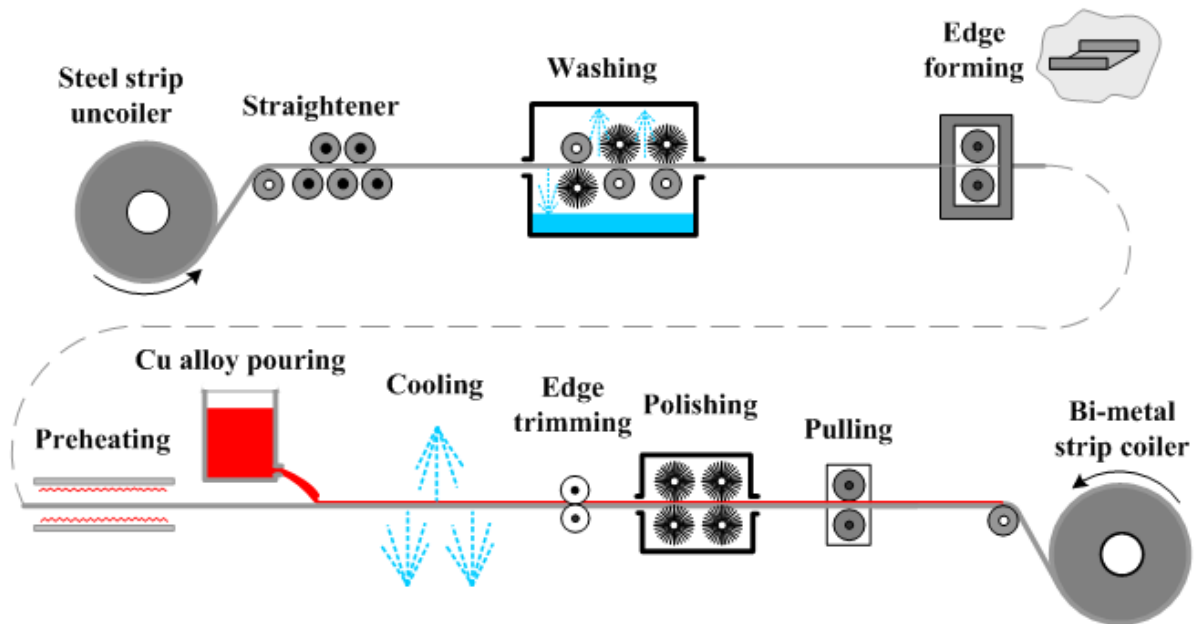 Steel strip
uncoiler
Straightener
Washing
Edge
forming
Preheating
Cu alloy pouring
Cooling
Edge
trimming
Polishing
Pulling
Bi-metal
strip coiler